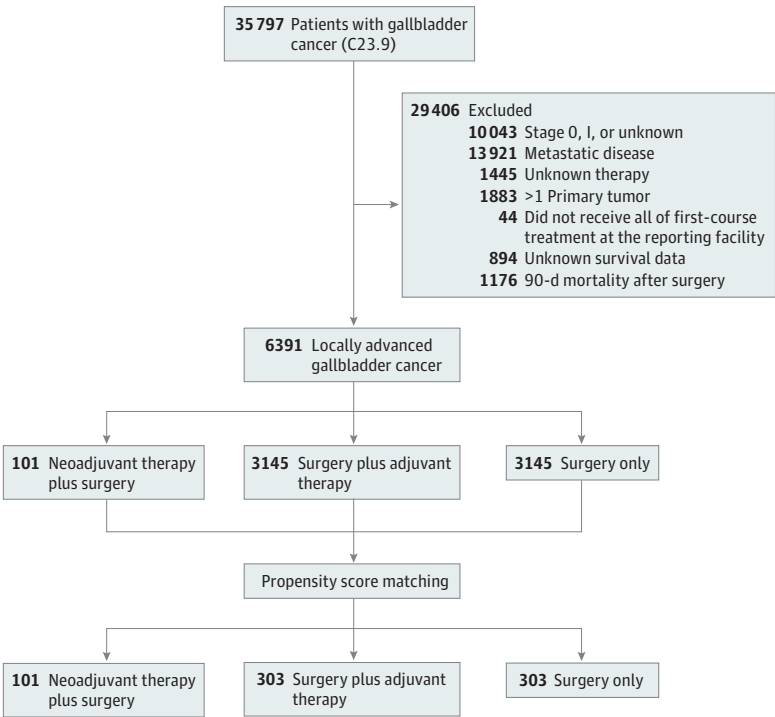 35 797 Patients with gallbladder
cancer (C23.9)
29 406 Excluded
10 043 Stage 0, I, or unknown
13 921 Metastatic disease
1445 Unknown therapy
1883 >1 Primary tumor
44 Did not receive all of first-course
treatment at the reporting facility
894 Unknown survival data
1176 90-d mortality after surgery
6391 Locally advanced
gallbladder cancer
101 Neoadjuvant therapy
plus surgery
3145 Surgery plus adjuvant
therapy
3145 Surgery only
Propensity score matching
101 Neoadjuvant therapy
plus surgery
303 Surgery plus adjuvant
therapy
303 Surgery only